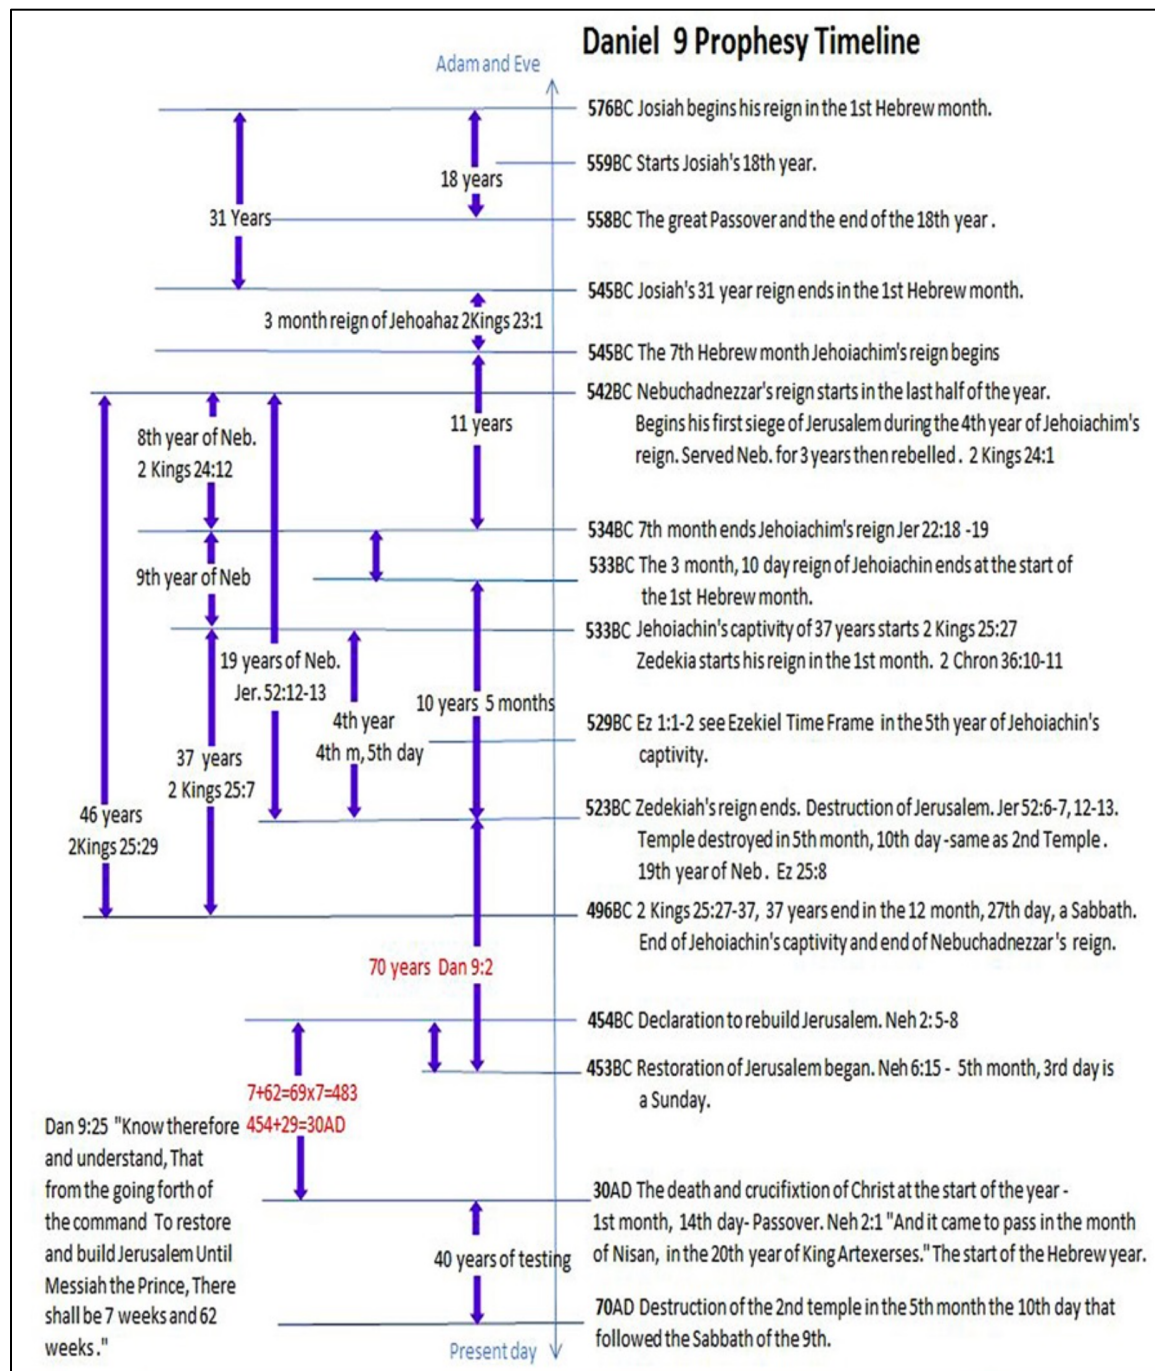 Daniel 9 Prophesy Timeline
Adam and Eve
576BC Josiah begins his reign in the 1st Hebrew month.
559BC Starts Josiah's 18th year.
18 years
31 Years
558BC The great Passover and the end of the 18th year .
545BC Josiah's 31 year reign ends in the 1st Hebrew month.
3 month reign of Jehoahaz 2Kings 23:1
545BC The 7th Hebrew month Jehoiachim's reign begins
542BC Nebuchadnezzar's reign starts in the last half of the year.
Begins his first siege of Jerusalem during the 4th year of Jehoiachim's
reign. Served Neb. for 3 years then rebelled . 2 Kings 24:1
11 years
8th year of Neb.
2 Kings 24:12
534BC 7th month ends Jehoiachim's reign Jer 22:18 -19
533BC The 3 month, 10 day reign of Jehoiachin ends at the start of
the 1st Hebrew month.
9th year of Neb
533BC Jehoiachin's captivity of 37 years starts 2 Kings 25:27
Zedekia starts his reign in the 1st month. 2 Chron 36:10-11
19 years of Neb.
Jer. 52:12-13
10 years 5 months
4th year
4th m, 5th day
529BC Ez 1:1-2 see Ezekiel Time Frame in the 5th year of Jehoiachin's
captivity.
37 years
2 Kings 25:7
46 years
2Kings 25:29
523BC Zedekiah's reign ends. Destruction of Jerusalem. Jer 52:6-7, 12-13.
Temple destroyed in 5th month, 10th day -same as 2nd Temple .
19th year of Neb . Ez 25:8
496BC 2 Kings 25:27-37, 37 years end in the 12 month, 27th day, a Sabbath.
End of Jehoiachin's captivity and end of Nebuchadnezzar's reign.
70 years Dan 9:2
454BC Declaration to rebuild Jerusalem. Neh 2: 5-8
453BC Restoration of Jerusalem began. Neh 6:15 - 5th month, 3rd day is
a Sunday.
7+62=69x7=483
454+29=30AD
Dan 9:25 "Know therefore
and understand, That
from the going forth of
the command To restore
and build Jerusalem Until
Messiah the Prince, There
shall be 7 weeks and 62
weeks ."
30AD The death and crucifixtion of Christ at the start of the year -
1st month, 14th day- Passover. Neh 2:1 "And it came to pass in the month
of Nisan, in the 20th year of King Artexerses." The start of the Hebrew year.
40 years of testing
70AD Destruction of the 2nd temple in the 5th month the 10th day that
followed the Sabbath of the 9th.
Present day